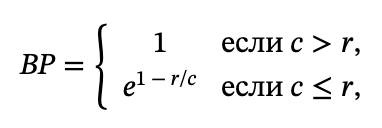 1 если c > r,
BP = {
e^{1 – r/c} если c ≤ r,